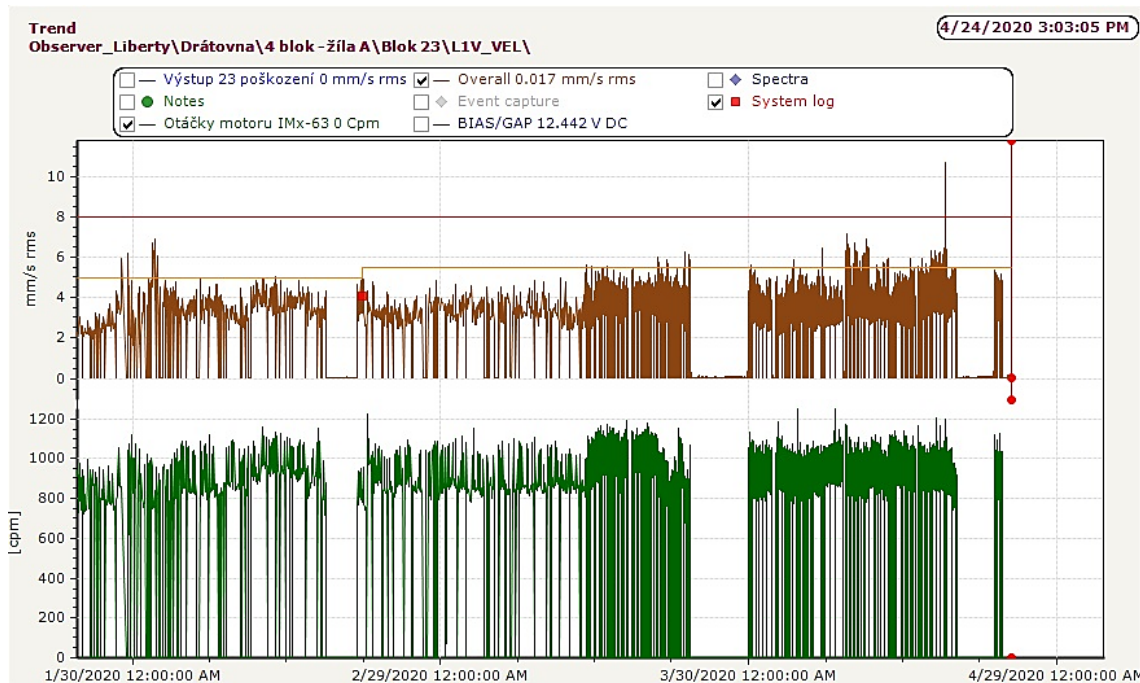 Trend
4/24/2020 3:03:05 PM
Observer_Liberty\Drátovna\4 blok -žíla A\Blok 23\L1V_VEL\
Výstup 23 poškození 0 mm/s rms Overall 0.017 mm/s rms Spectra
Notes Event capture System log
Otáčky motoru IMx-63 0 Cpm BIAS/GAP 12.442 V DC
10
8
6
4
2
0
mm/s rms
1200
1000
800
600
400
200
0
[cpm]
1/30/2020 12:00:00 AM 2/29/2020 12:00:00 AM 3/30/2020 12:00:00 AM 4/29/2020 12:00:00 AM